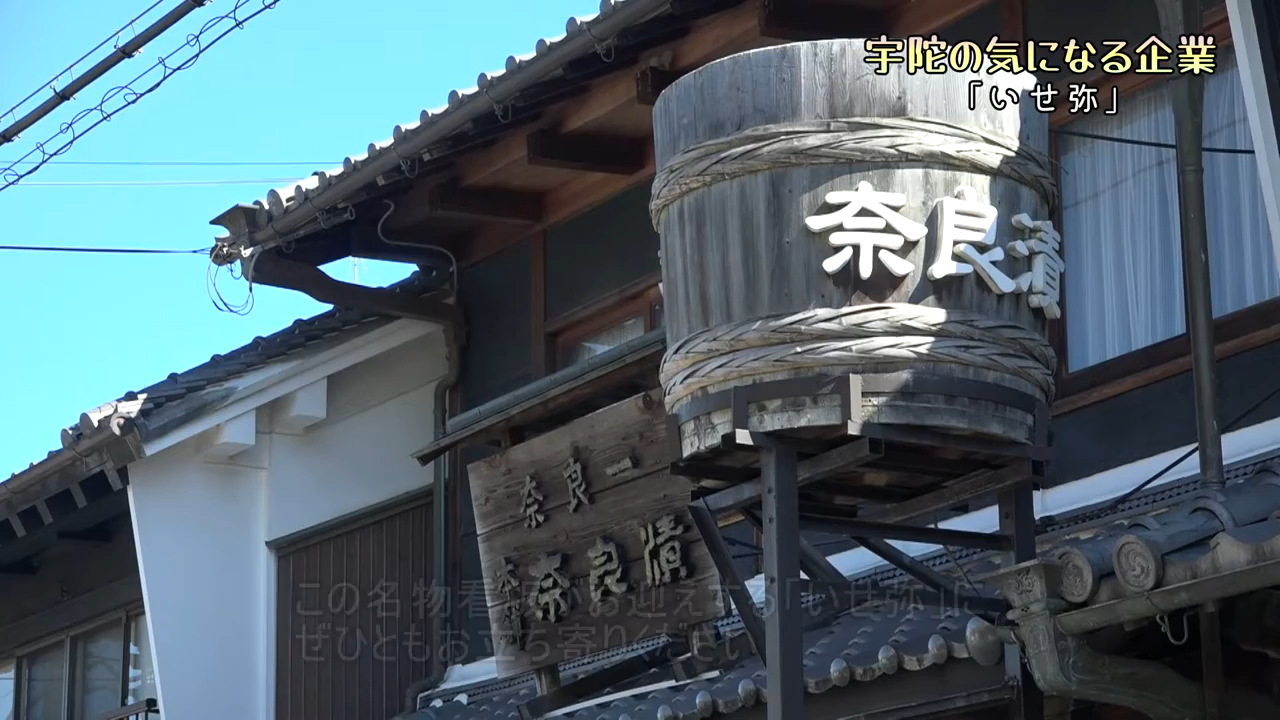 宇陀の気になる企業
「いせ弥」
奈良漬
奈良一
奈良漬
この名物看板がお迎えする「いせ弥」に
ぜひともお立ち寄りください